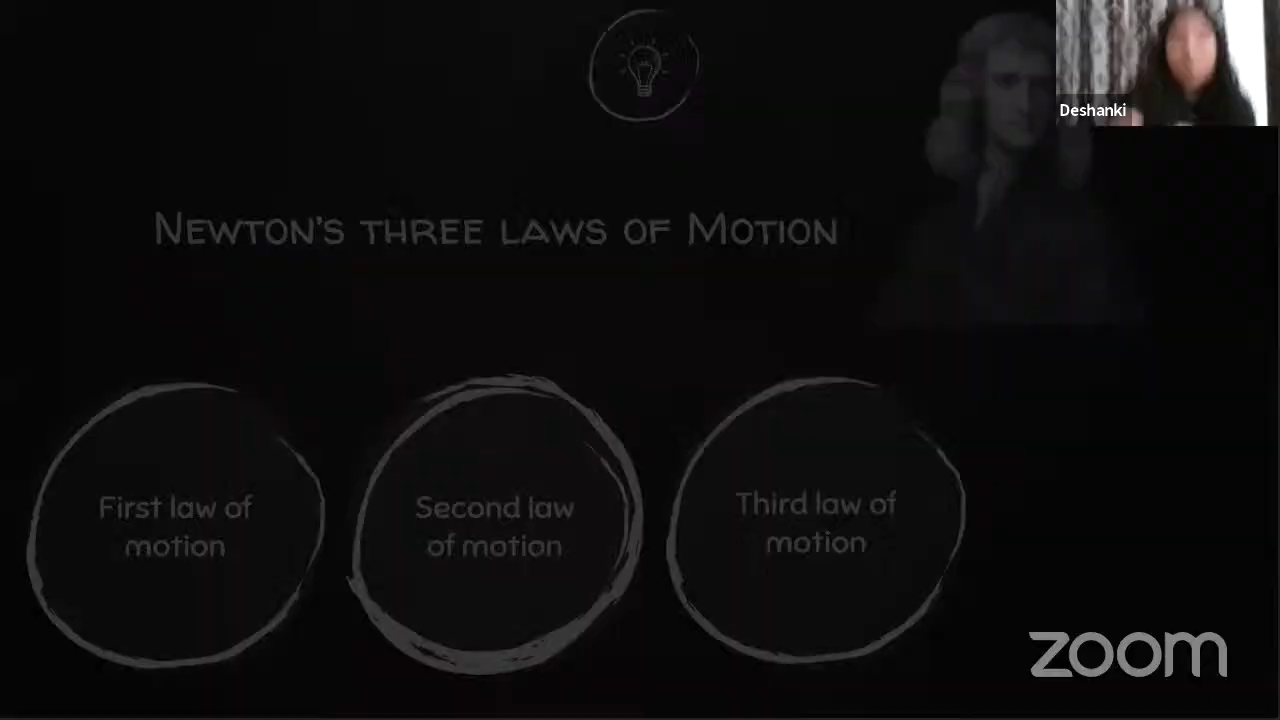 Deshanki
NEWTON'S THREE LAWS OF MOTION
First law of
motion
Second law
of motion
Third law of
motion
zoom